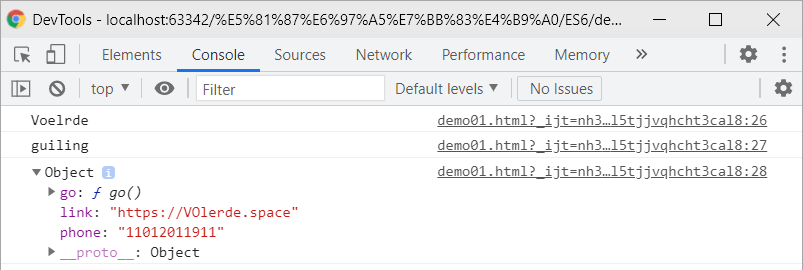 DevTools - localhost:63342/%E5%81%87%E6%97%A5%E7%BB%83%E4%B9%A0/ES6/de...
Elements Console Sources Network Performance Memory »
top ▼ Filter Default levels ▼ No Issues
Voelrde demo01.html?_ijt=nh3…l5tjjvqhcht3cal8:26
guiling demo01.html?_ijt=nh3…l5tjjvqhcht3cal8:27
▼Object i demo01.html?_ijt=nh3…l5tjjvqhcht3cal8:28
▶go: ƒ go()
link: "https://VOlerde.space"
phone: "11012011911"
▶__proto__: Object